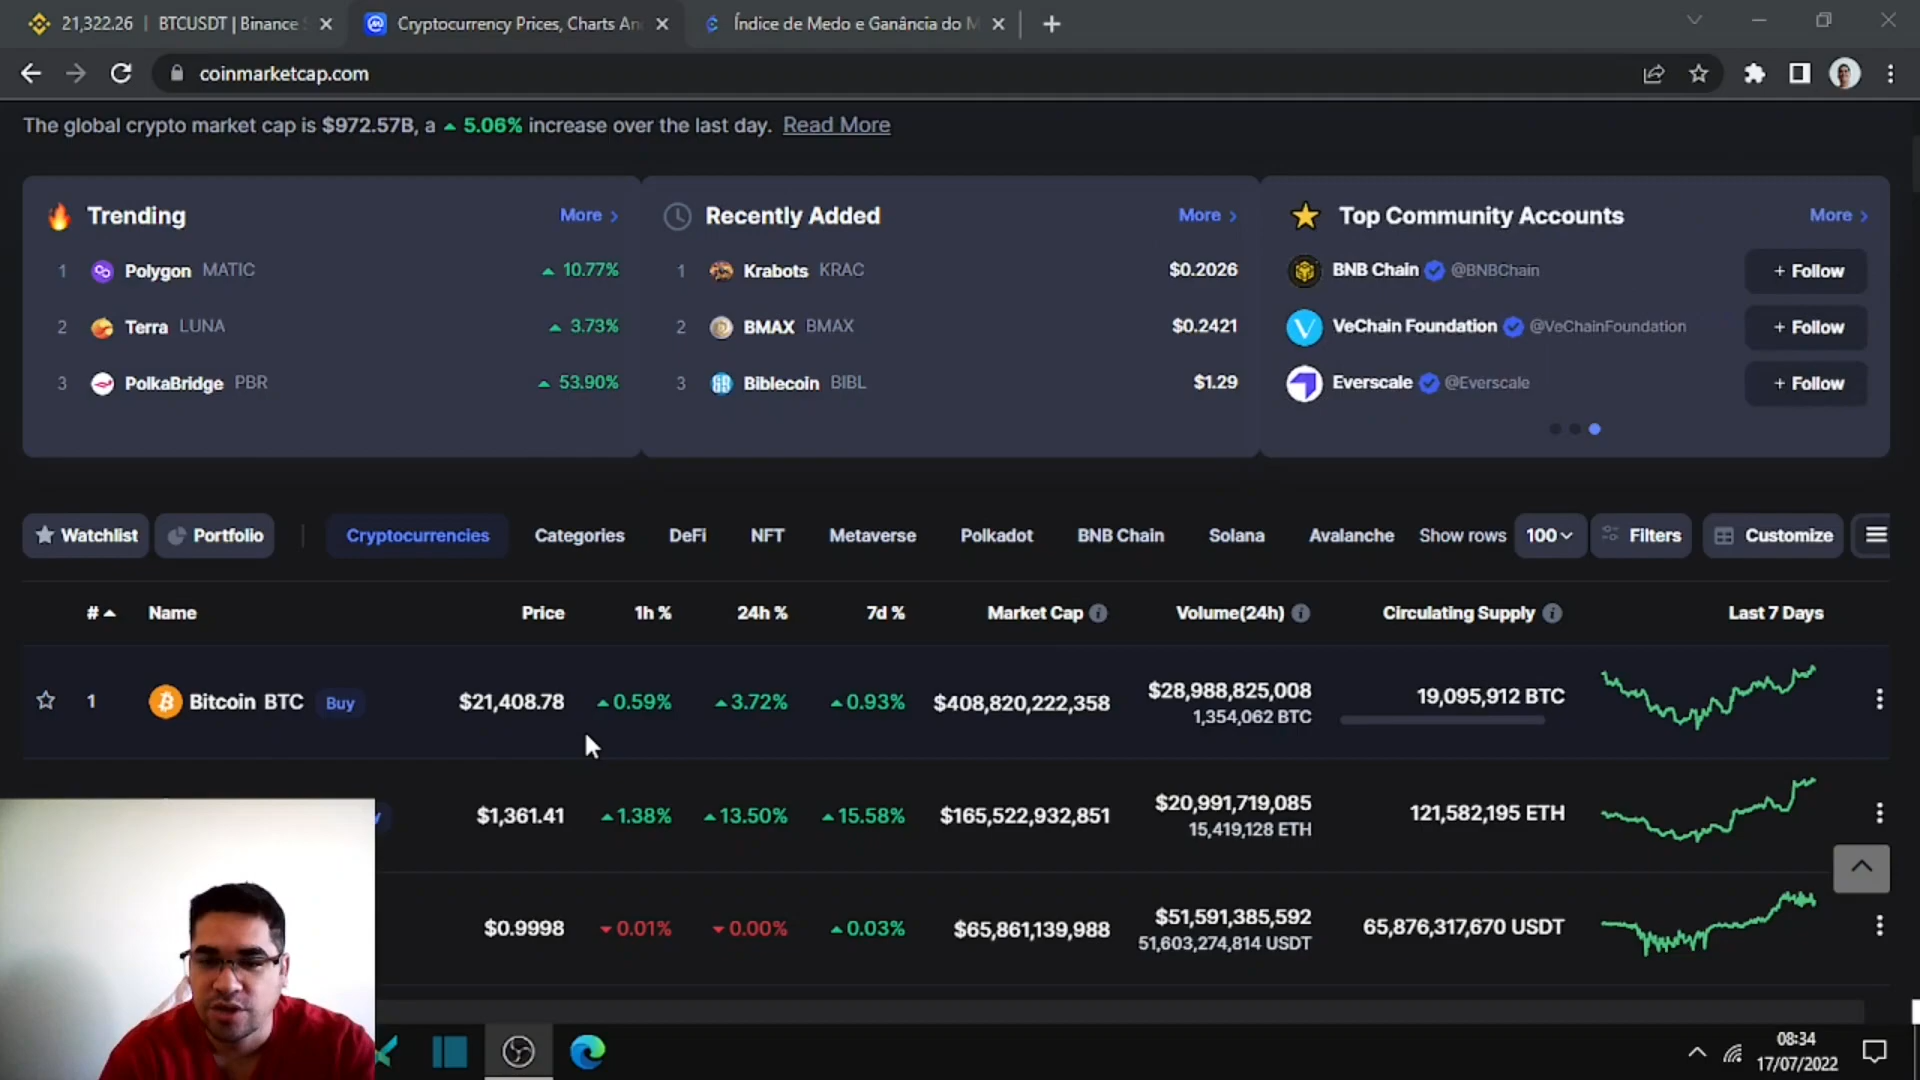 21,322.26 | BTCUSDT | Binance
Cryptocurrency Prices, Charts An
Índice de Medo e Ganância do M
coinmarketcap.com
The global crypto market cap is $972.57B, a 5.06% increase over the last day. Read More
Trending More
1 Polygon MATIC 10.77%
2 Terra LUNA 3.73%
3 PolkaBridge PBR 53.90%
Recently Added More
1 Krabots KRAC $0.2026
2 BMAX BMAX $0.2421
3 Biblecoin BIBL $1.29
Top Community Accounts More
BNB Chain @BNBChain + Follow
VeChain Foundation @VeChainFoundation + Follow
Everscale @Everscale + Follow
Watchlist Portfolio Cryptocurrencies Categories DeFi NFT Metaverse Polkadot BNB Chain Solana Avalanche Show rows 100 Filters Customize
# Name Price 1h % 24h % 7d % Market Cap Volume(24h) Circulating Supply Last 7 Days
1 Bitcoin BTC Buy $21,408.78 0.59% 3.72% 0.93% $408,820,222,358 $28,988,825,008 19,095,912 BTC
1,354,062 BTC
$1,361.41 1.38% 13.50% 15.58% $165,522,932,851 $20,991,719,085 121,582,195 ETH
15,419,128 ETH
$0.9998 0.01% 0.00% 0.03% $65,861,139,988 $51,591,385,592 65,876,317,670 USDT
51,603,274,814 USDT
08:34
17/07/2022